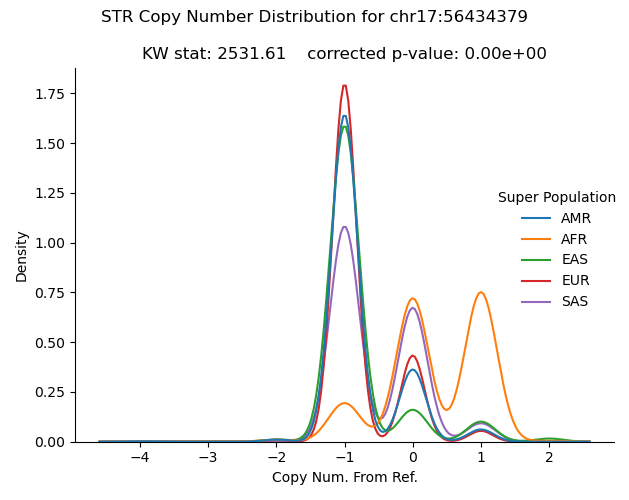 STR Copy Number Distribution for chr17:56434379
KW stat: 2531.61    corrected p-value: 0.00e+00
1.75
1.50
1.25
1.00
0.75
0.50
0.25
0.00
Density
Super Population
AMR
AFR
EAS
EUR
SAS
−4 −3 −2 −1 0 1 2
Copy Num. From Ref.